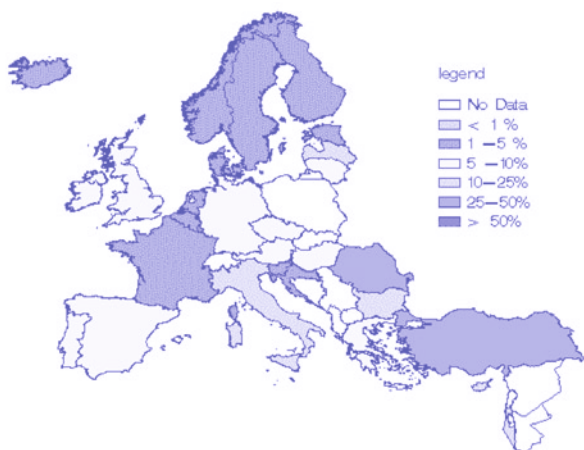 legend
No Data
< 1 %
1 –5 %
5 –10%
10–25%
25–50%
> 50%